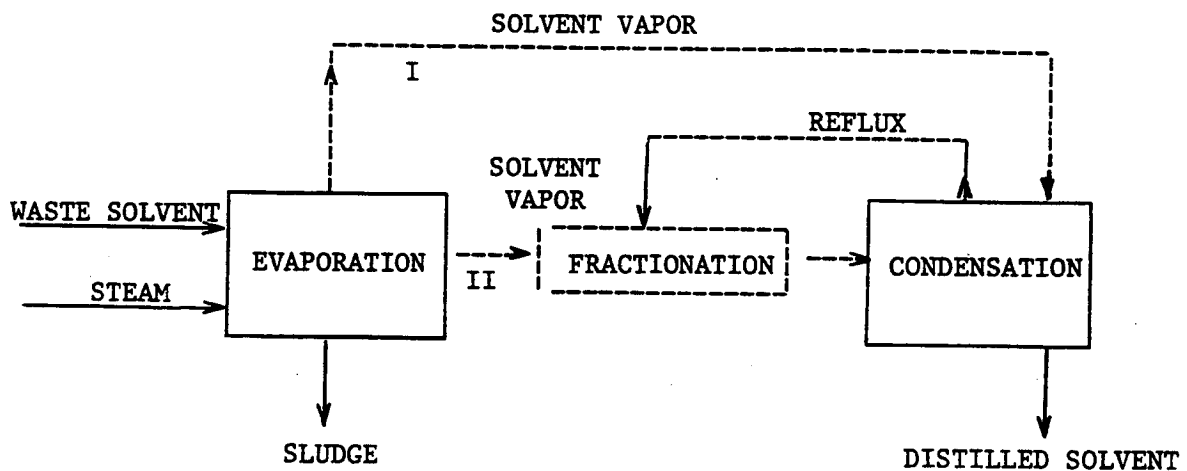 SOLVENT VAPOR
I
REFLUX
SOLVENT
VAPOR
WASTE SOLVENT
EVAPORATION
II
FRACTIONATION
CONDENSATION
STEAM
SLUDGE
DISTILLED SOLVENT